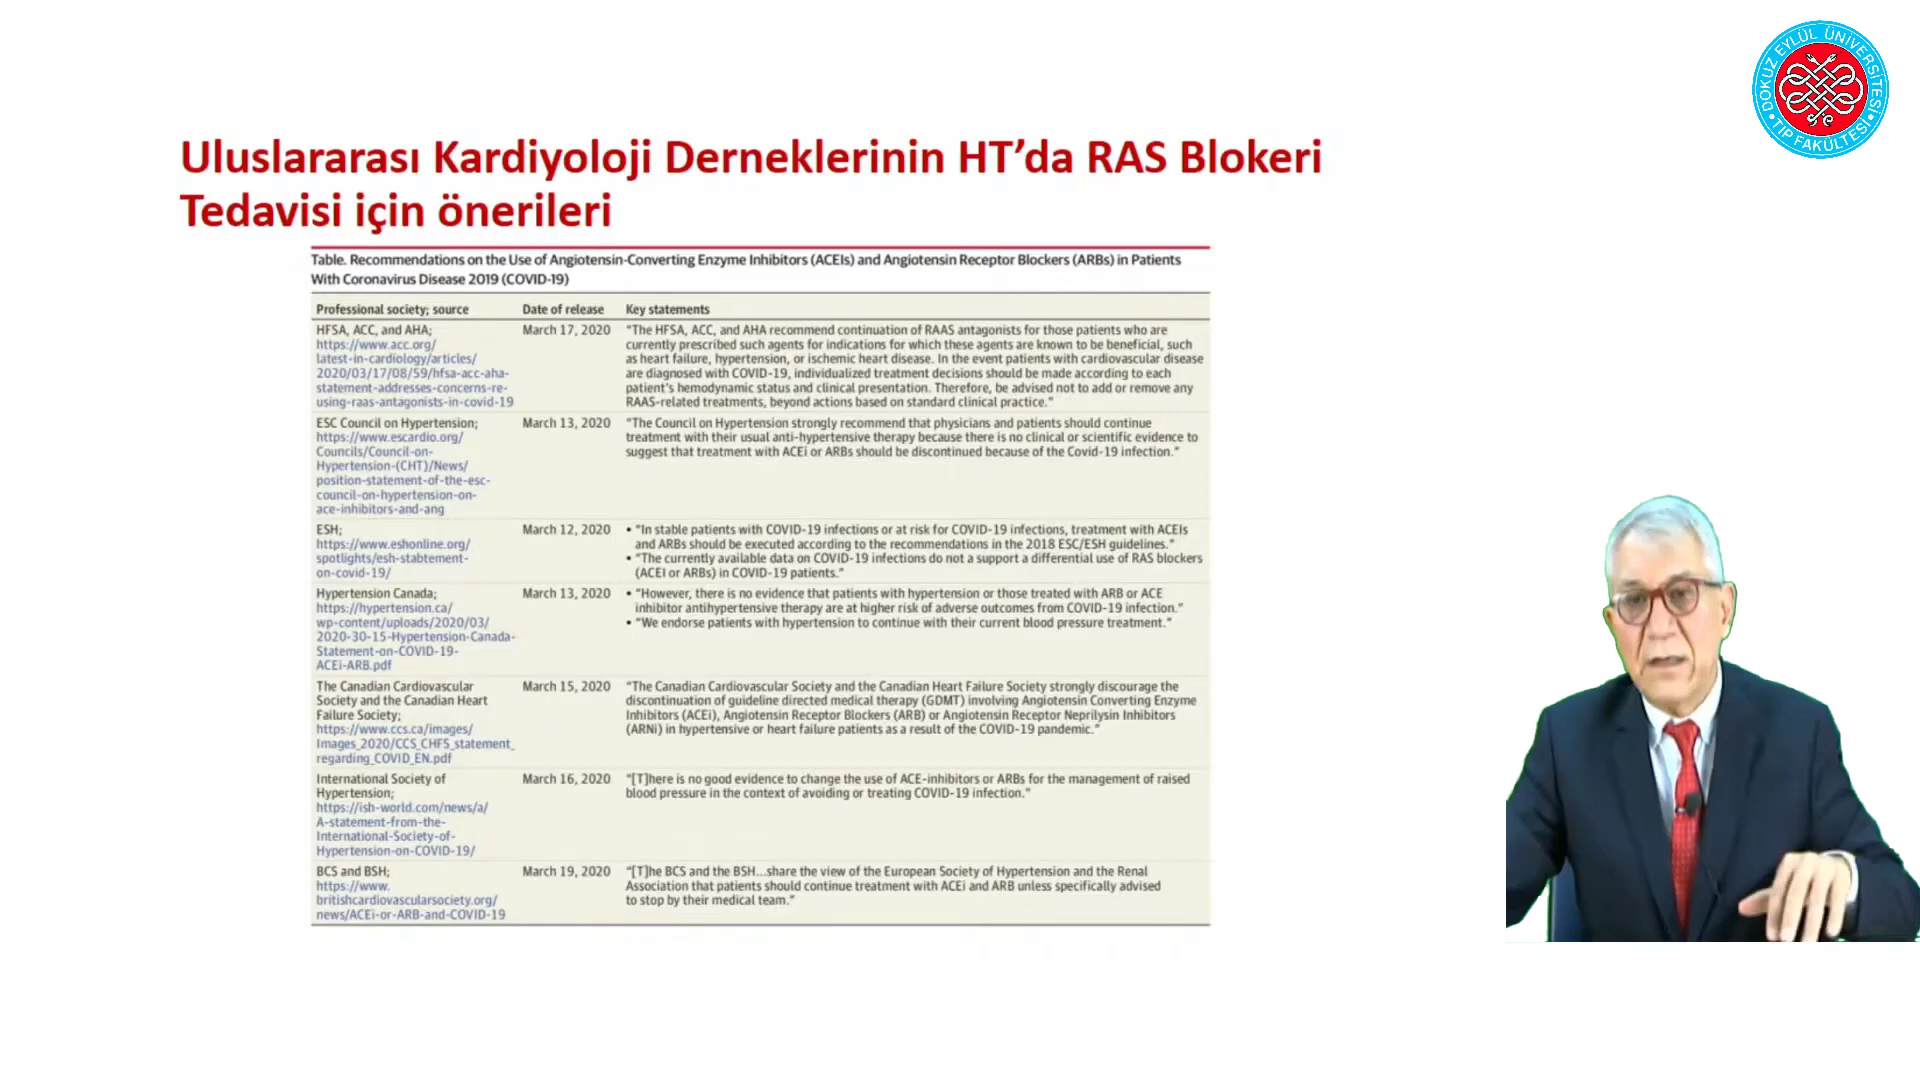 DOKUZ EYLÜL ÜNİVERSİTESİ
• TIP FAKÜLTESİ •
Uluslararası Kardiyoloji Derneklerinin HT’da RAS Blokeri
Tedavisi için önerileri
Table. Recommendations on the Use of Angiotensin-Converting Enzyme Inhibitors (ACEIs) and Angiotensin Receptor Blockers (ARBs) in Patients
With Coronavirus Disease 2019 (COVID-19)
Professional society; source Date of release Key statements
HFSA, ACC, and AHA;
https://www.acc.org/
latest-in-cardiology/articles/
2020/03/17/08/59/hfsa-acc-aha-
statement-addresses-concerns-re-
using-raas-antagonists-in-covid-19
March 17, 2020
“The HFSA, ACC, and AHA recommend continuation of RAAS antagonists for those patients who are
currently prescribed such agents for indications for which these agents are known to be beneficial, such
as heart failure, hypertension, or ischemic heart disease. In the event patients with cardiovascular disease
are diagnosed with COVID-19, individualized treatment decisions should be made according to each
patient’s hemodynamic status and clinical presentation. Therefore, be advised not to add or remove any
RAAS-related treatments, beyond actions based on standard clinical practice.”
ESC Council on Hypertension;
https://www.escardio.org/
Councils/Council-on-
Hypertension-(CHT)/News/
position-statement-of-the-esc-
council-on-hypertension-on-
ace-inhibitors-and-ang
March 13, 2020
“The Council on Hypertension strongly recommend that physicians and patients should continue
treatment with their usual anti-hypertensive therapy because there is no clinical or scientific evidence to
suggest that treatment with ACEi or ARBs should be discontinued because of the Covid-19 infection.”
ESH;
https://www.eshonline.org/
spotlights/esh-stabtement-
on-covid-19/
March 12, 2020
• “In stable patients with COVID-19 infections or at risk for COVID-19 infections, treatment with ACEIs
and ARBs should be executed according to the recommendations in the 2018 ESC/ESH guidelines.”
• “The currently available data on COVID-19 infections do not a support a differential use of RAS blockers
(ACEI or ARBs) in COVID-19 patients.”
Hypertension Canada;
https://hypertension.ca/
wp-content/uploads/2020/03/
2020-30-15-Hypertension-Canada-
Statement-on-COVID-19-
ACEi-ARB.pdf
March 13, 2020
• “However, there is no evidence that patients with hypertension or those treated with ARB or ACE
inhibitor antihypertensive therapy are at higher risk of adverse outcomes from COVID-19 infection.”
• “We endorse patients with hypertension to continue with their current blood pressure treatment.”
The Canadian Cardiovascular
Society and the Canadian Heart
Failure Society;
https://www.ccs.ca/images/
Images_2020/CCS_CHFS_statement_
regarding_COVID_EN.pdf
March 15, 2020
“The Canadian Cardiovascular Society and the Canadian Heart Failure Society strongly discourage the
discontinuation of guideline directed medical therapy (GDMT) involving Angiotensin Converting Enzyme
Inhibitors (ACEi), Angiotensin Receptor Blockers (ARB) or Angiotensin Receptor Neprilysin Inhibitors
(ARNi) in hypertensive or heart failure patients as a result of the COVID-19 pandemic.”
International Society of
Hypertension;
https://ish-world.com/news/a/
A-statement-from-the-
International-Society-of-
Hypertension-on-COVID-19/
March 16, 2020
“[T]here is no good evidence to change the use of ACE-inhibitors or ARBs for the management of raised
blood pressure in the context of avoiding or treating COVID-19 infection.”
BCS and BSH;
https://www.
britishcardiovascularsociety.org/
news/ACEi-or-ARB-and-COVID-19
March 19, 2020
“[T]he BCS and the BSH...share the view of the European Society of Hypertension and the Renal
Association that patients should continue treatment with ACEi and ARB unless specifically advised
to stop by their medical team.”